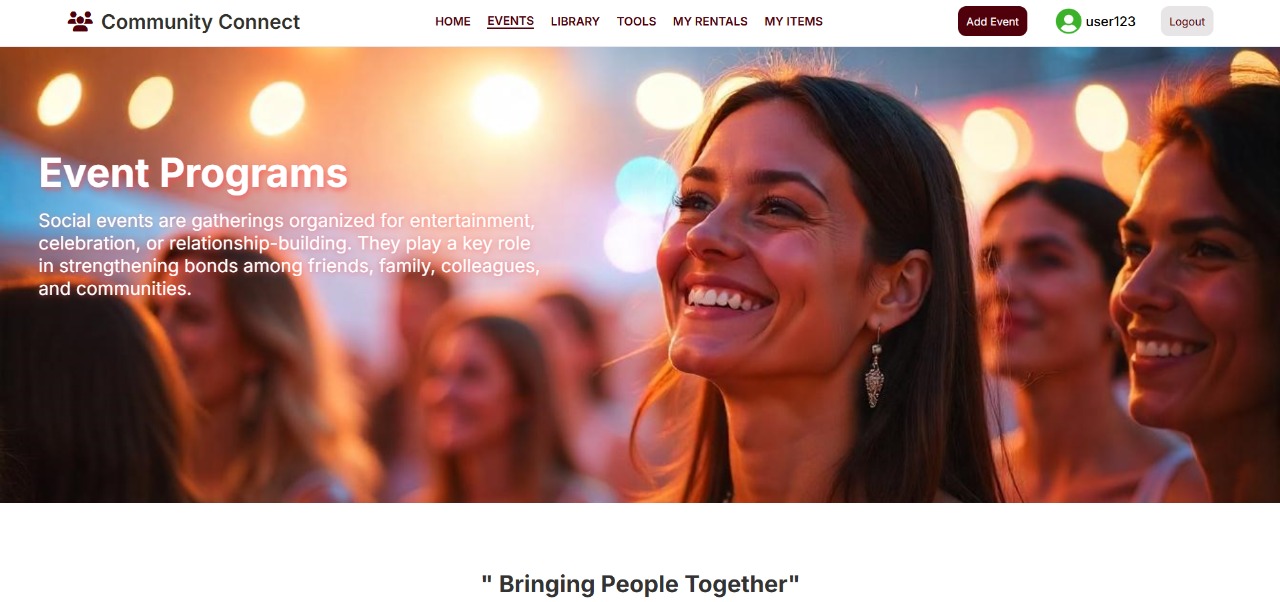 Community Connect
HOME EVENTS LIBRARY TOOLS MY RENTALS MY ITEMS
Add Event
user123
Logout
Event Programs
Social events are gatherings organized for entertainment,
celebration, or relationship-building. They play a key role
in strengthening bonds among friends, family, colleagues,
and communities.
" Bringing People Together"